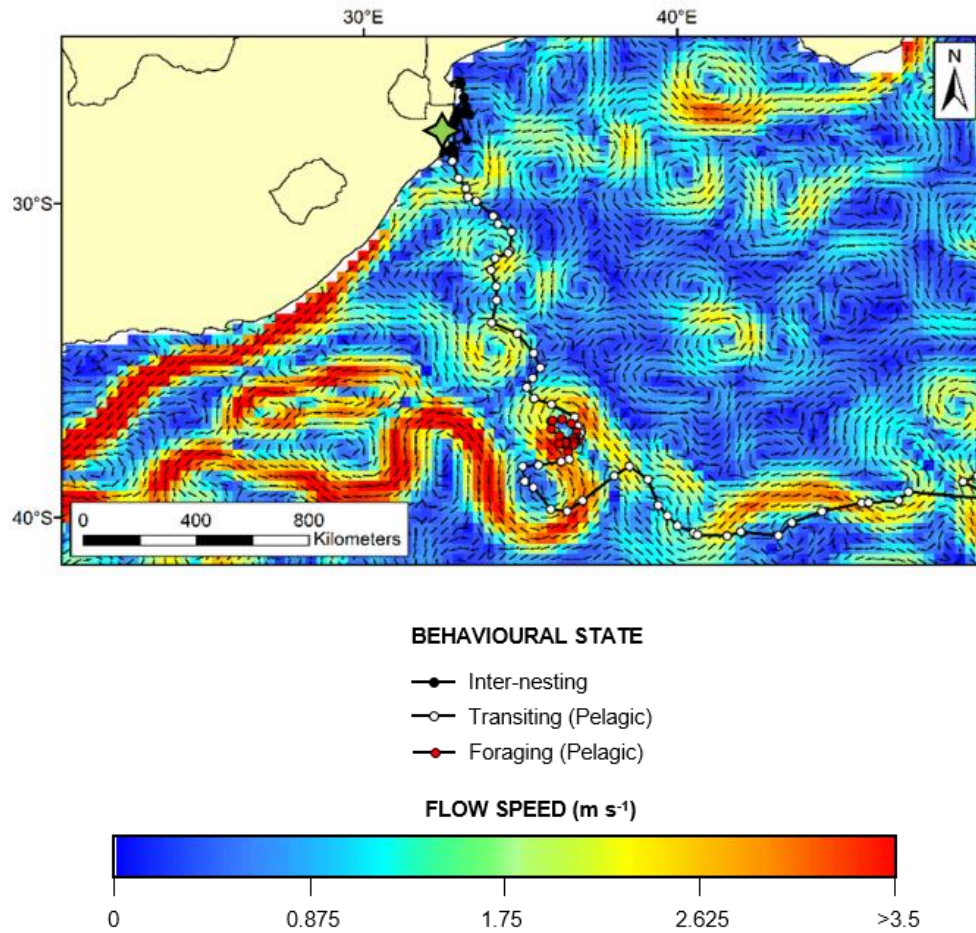 30°E 40°E
N
30°S
40°S
0 400 800
Kilometers
BEHAVIOURAL STATE
Inter-nesting
Transiting (Pelagic)
Foraging (Pelagic)
FLOW SPEED (m s⁻¹)
0 0.875 1.75 2.625 >3.5